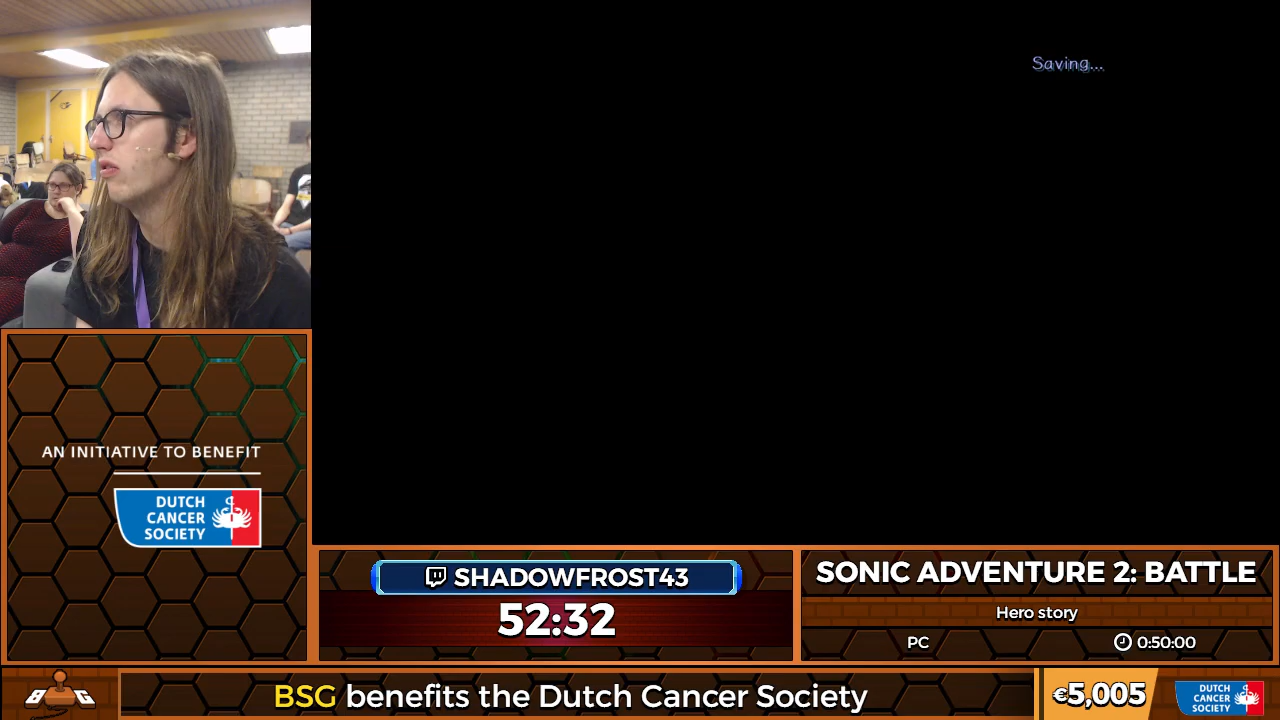 Saving...
AN INITIATIVE TO BENEFIT
DUTCH
CANCER
SOCIETY
SHADOWFROST43
52:32
SONIC ADVENTURE 2: BATTLE
Hero story
PC
0:50:00
BSG
BSG benefits the Dutch Cancer Society
€5,005
DUTCH
CANCER
SOCIETY